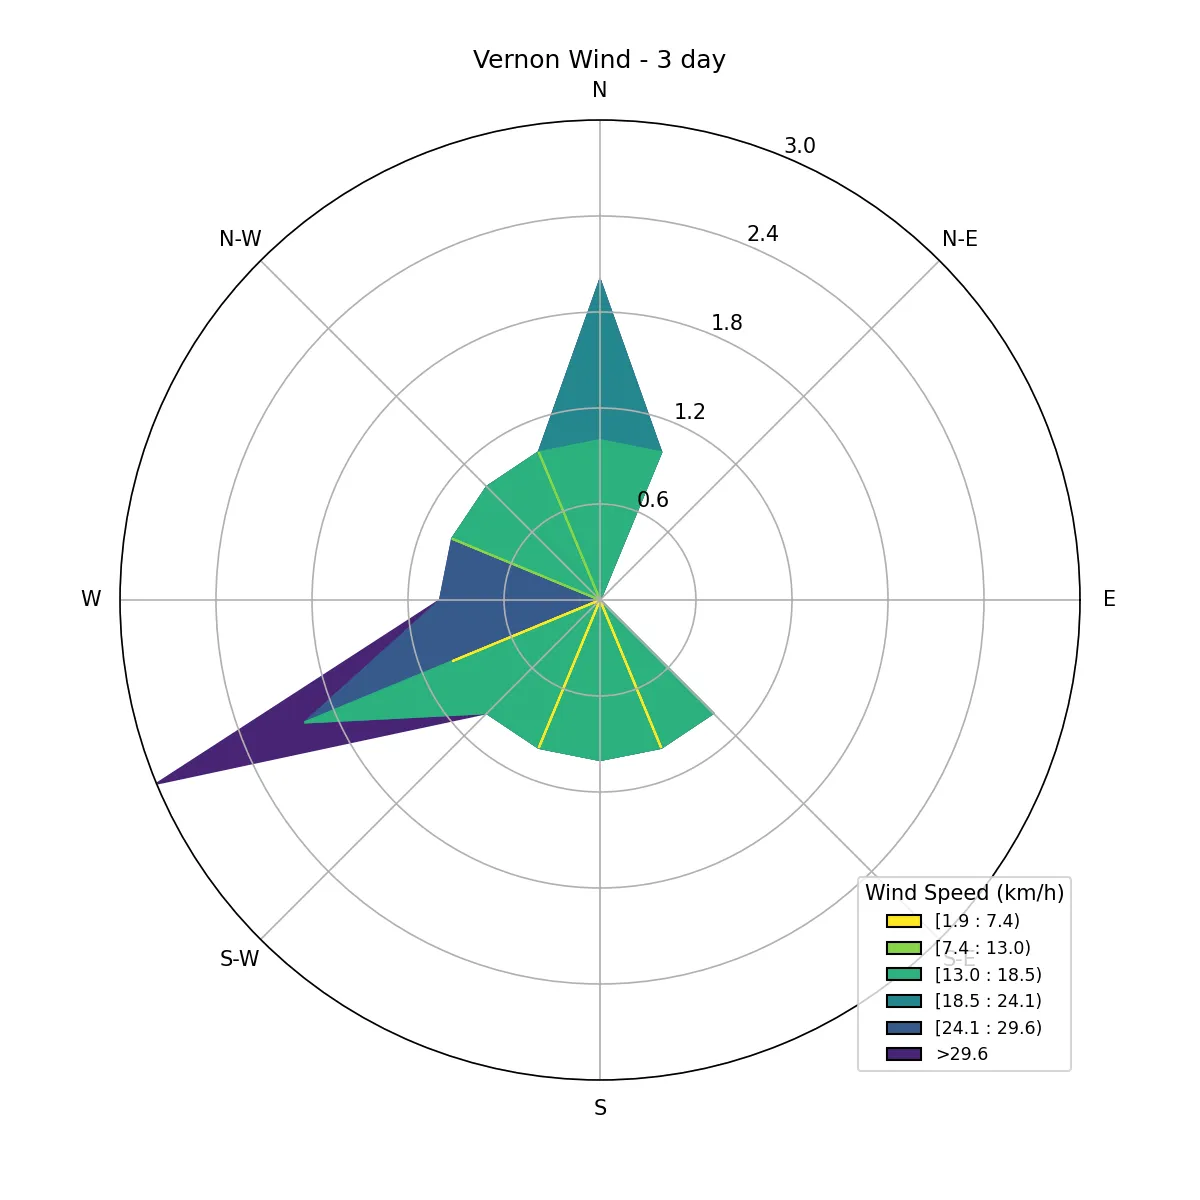 Vernon Wind - 3 day
N
3.0
N-W
2.4
N-E
1.8
1.2
0.6
W
E
Wind Speed (km/h)
[1.9 : 7.4)
[7.4 : 13.0)
S-W
S-E
[13.0 : 18.5)
[18.5 : 24.1)
[24.1 : 29.6)
>29.6
S